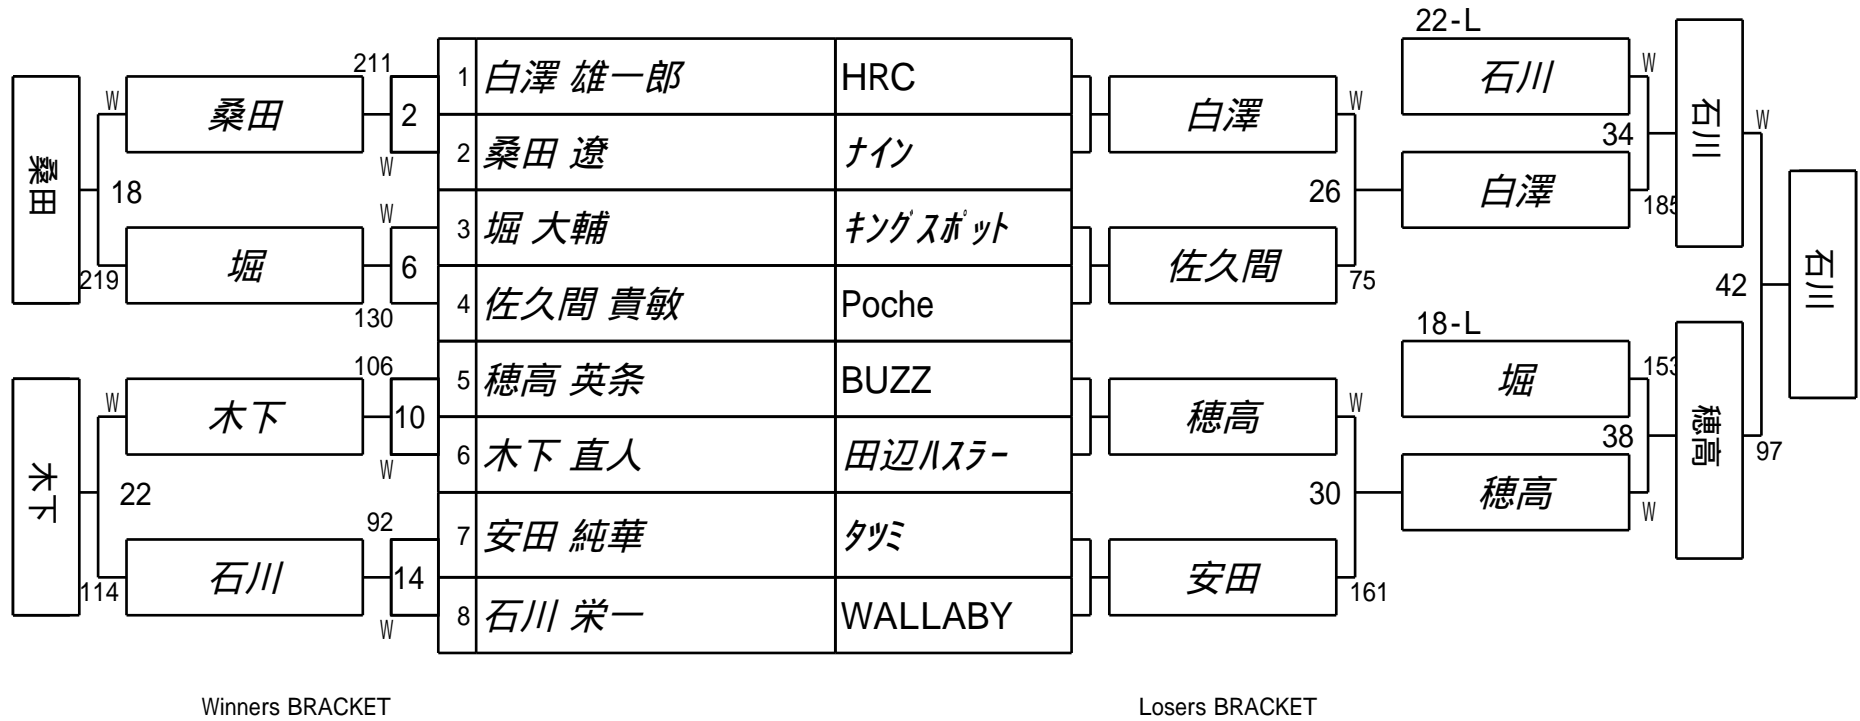 22-L
211
1 白澤 雄一郎 HRC
石川
W
桑田
W
2
白澤
W
石川
W
34
2 桑田 遼 ナイン
W
桑田
18
26
白澤
185
3 堀 大輔 キングスポット
W
堀
6
佐久間
219
75
石川
42
4 佐久間 貴敏 Poche
130
18-L
106
5 穂高 英条 BUZZ
堀
153
木下
W
10
穂高
W
38
穂高
97
6 木下 直人 田辺ハスラー
W
木下
22
30
穂高
W
92
7 安田 純華 タツミ
石川
14
安田
114
161
8 石川 栄一 WALLABY
W
Winners BRACKET
Losers BRACKET